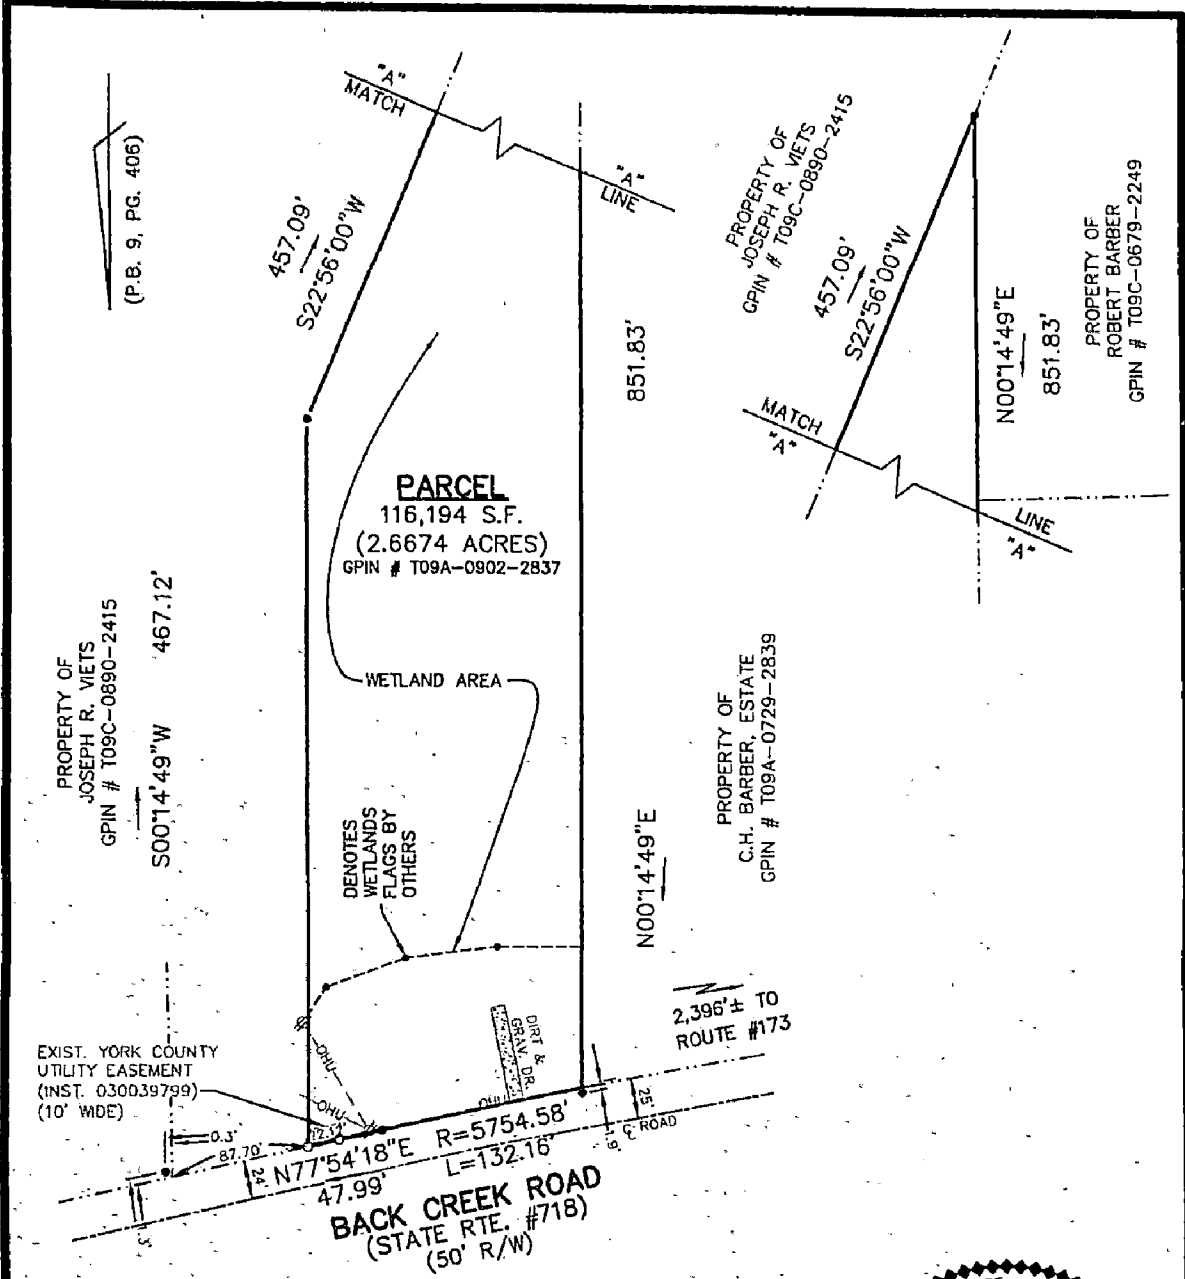 (P.B. 9, PG. 406)
"A"
MATCH
"A"
LINE
457.09'
S22°56'00"W
PROPERTY OF
JOSEPH R. VIETS
GPIN # T09C-0890-2415
457.09'
S22°56'00"W
N00°14'49"E
851.83'
PROPERTY OF
ROBERT BARBER
GPIN # T09C-0679-2249
MATCH
"A"
LINE
"A"
851.83'
PARCEL
116,194 S.F.
(2.6674 ACRES)
GPIN # T09A-0902-2837
PROPERTY OF
JOSEPH R. VIETS
GPIN # T09C-0890-2415
S00°14'49"W 467.12'
WETLAND AREA
DENOTES
WETLANDS
FLAGS BY
OTHERS
PROPERTY OF
C.H. BARBER, ESTATE
GPIN # T09A-0729-2839
N00°14'49"E
2,396'± TO
ROUTE #173
DIRT &
GRAV. DR.
EXIST. YORK COUNTY
UTILITY EASEMENT
(INST. 030039799)
(10' WIDE)
OHU
OHU
OHU
0.3'
87.70'
24'
25'
ROAD
N77°54'18"E R=5754.58'
47.99' L=132.16'
BACK CREEK ROAD
(STATE RTE. #718)
(50' R/W)